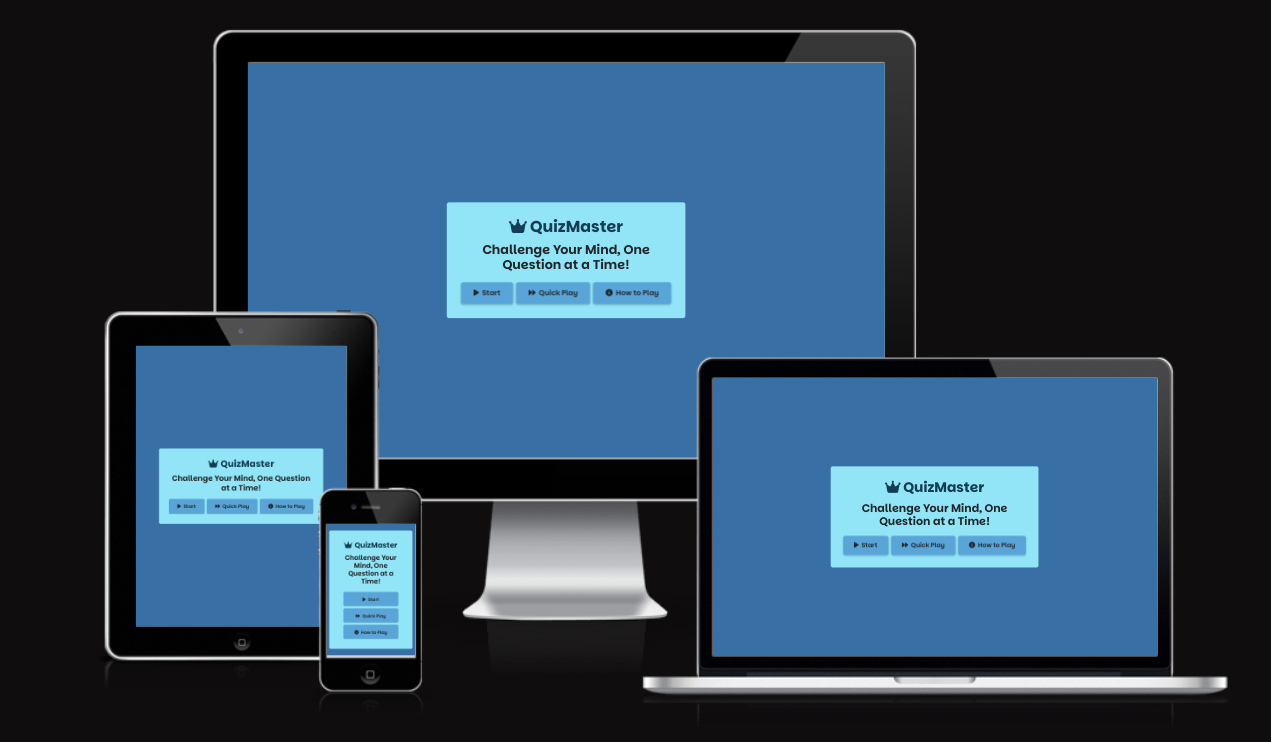 QuizMaster
Challenge Your Mind, One
Question at a Time!
Start Quick Play How to Play
QuizMaster
Challenge Your Mind, One Question
at a Time!
Start Quick Play How to Play
QuizMaster
Challenge Your
Mind, One
Question at a
Time!
Start
Quick Play
How to Play
QuizMaster
Challenge Your Mind, One
Question at a Time!
Start Quick Play How to Play